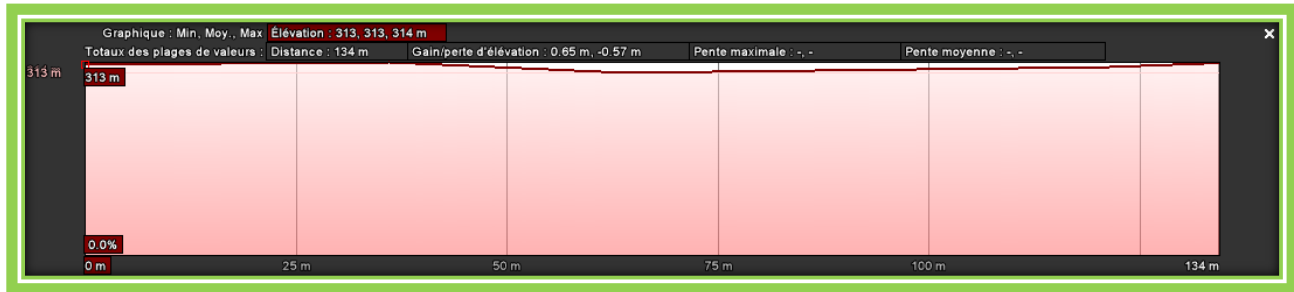 Graphique : Min, Moy., Max Élévation : 313, 313, 314 m
Totaux des plages de valeurs : Distance : 134 m Gain/perte d'élévation : 0.65 m, -0.57 m Pente maximale : -, - Pente moyenne : -, -
313 m
313 m
0.0%
0 m 25 m 50 m 75 m 100 m 134 m